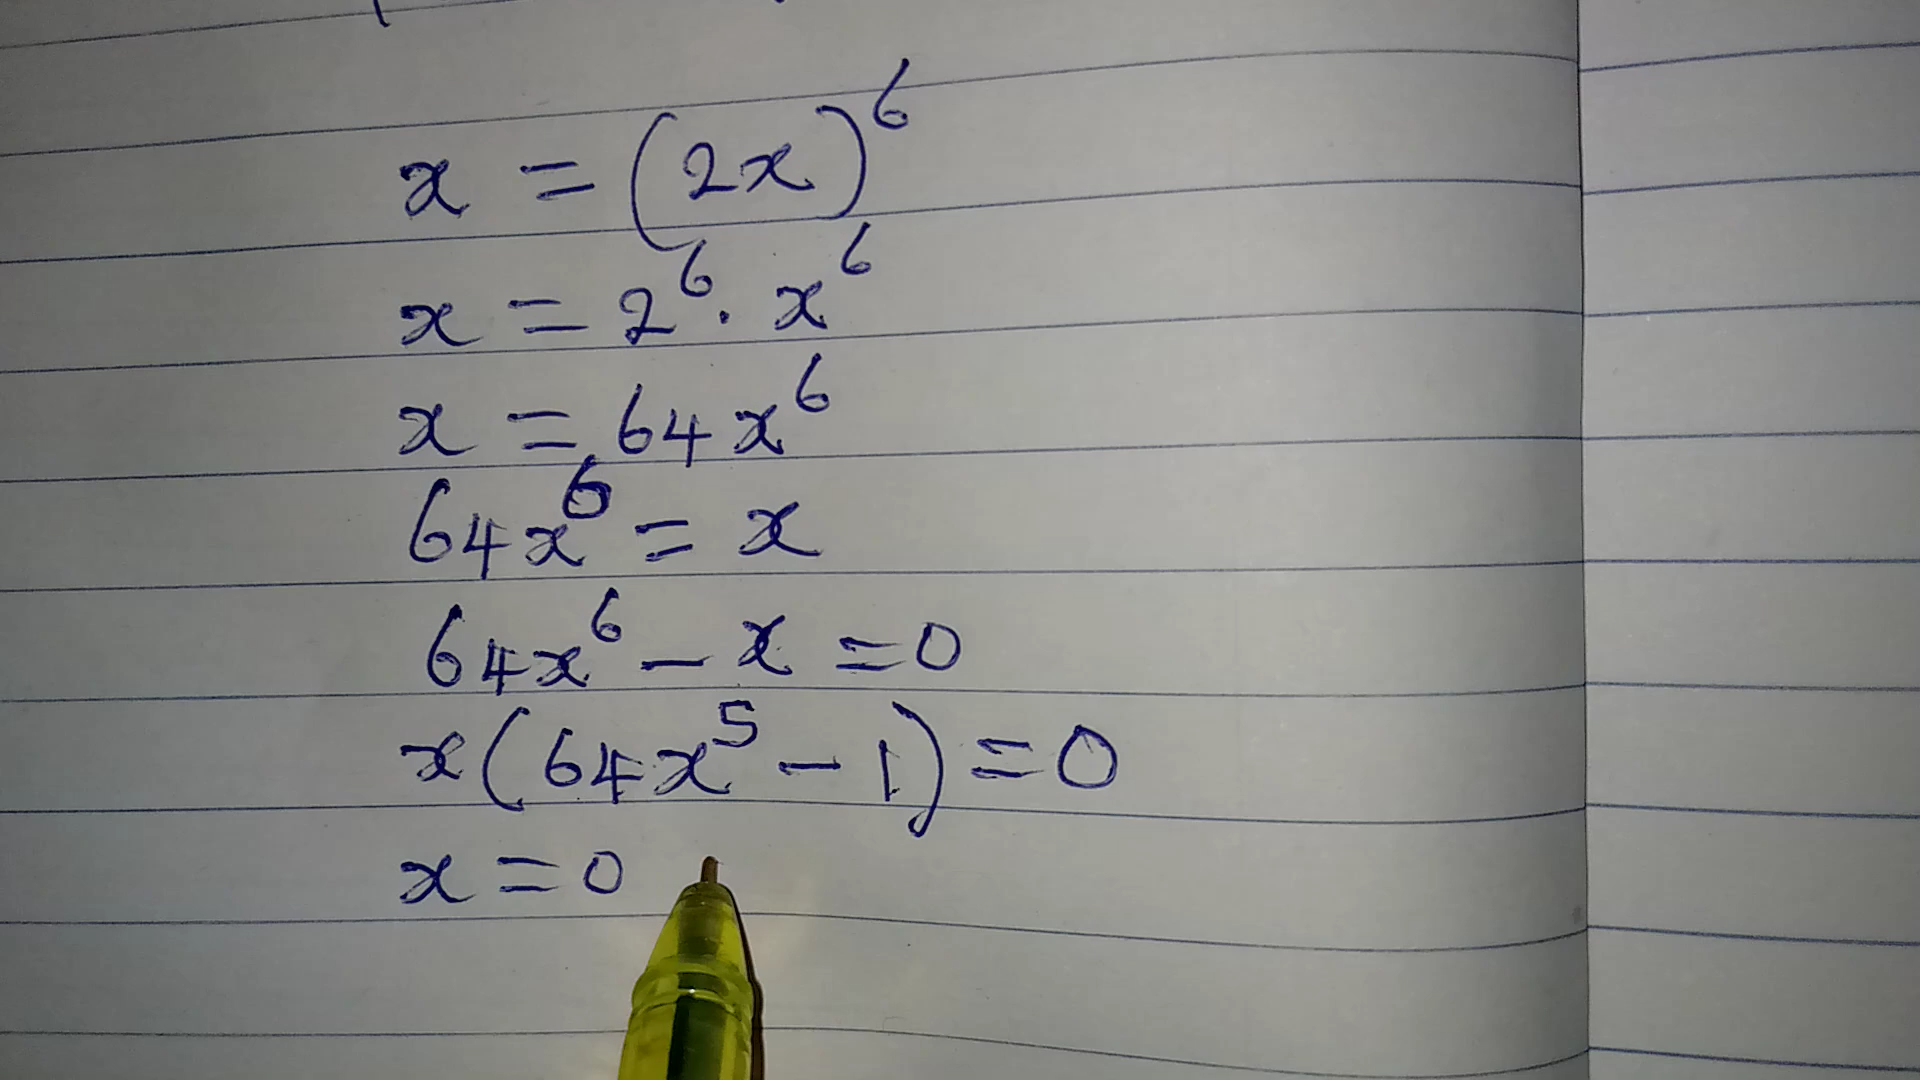 x = (2x)^6
x = 2^6 · x^6
x = 64x^6
64x^6 = x
64x^6 - x = 0
x(64x^5 - 1) = 0
x = 0